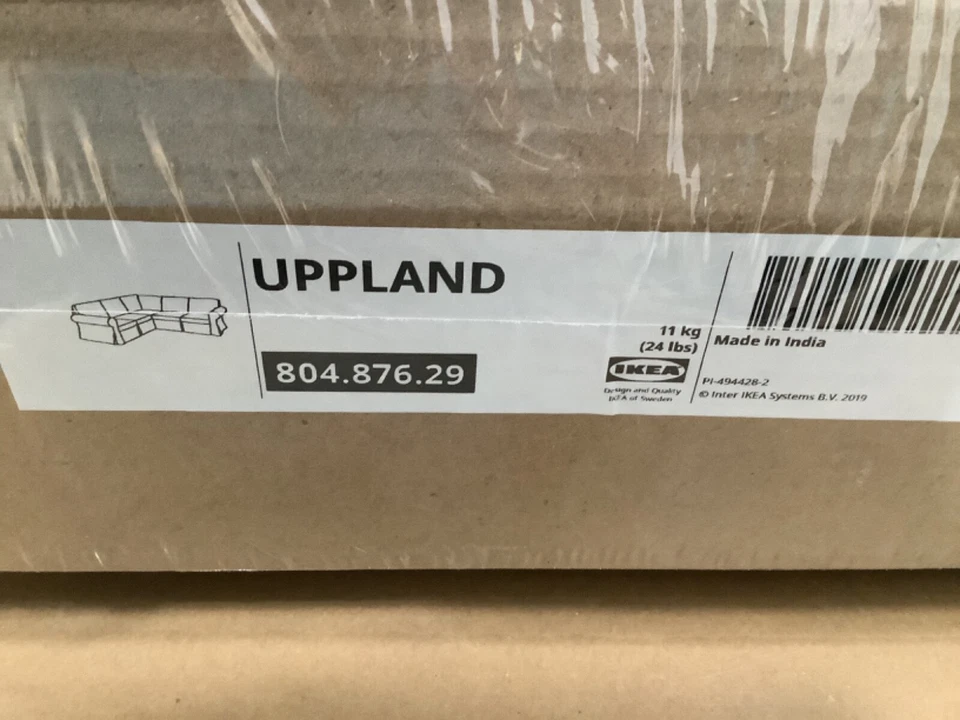 UPPLAND
804.876.29
11 kg
(24 lbs)
IKEA
Design and Quality
IKEA of Sweden
Made in India
PI-494428-2
© Inter IKEA Systems B.V. 2019